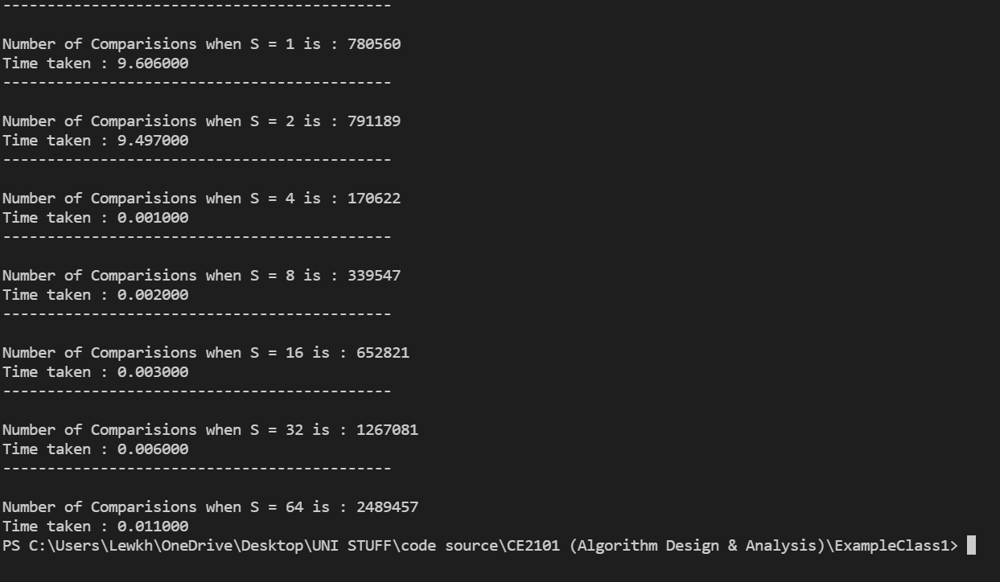 --------------------------------------------
Number of Comparisions when S = 1 is : 780560
Time taken : 9.606000
--------------------------------------------
Number of Comparisions when S = 2 is : 791189
Time taken : 9.497000
--------------------------------------------
Number of Comparisions when S = 4 is : 170622
Time taken : 0.001000
--------------------------------------------
Number of Comparisions when S = 8 is : 339547
Time taken : 0.002000
--------------------------------------------
Number of Comparisions when S = 16 is : 652821
Time taken : 0.003000
--------------------------------------------
Number of Comparisions when S = 32 is : 1267081
Time taken : 0.006000
--------------------------------------------
Number of Comparisions when S = 64 is : 2489457
Time taken : 0.011000
PS C:\Users\Lewkh\OneDrive\Desktop\UNI STUFF\code source\CE2101 (Algorithm Design & Analysis)\ExampleClass1>